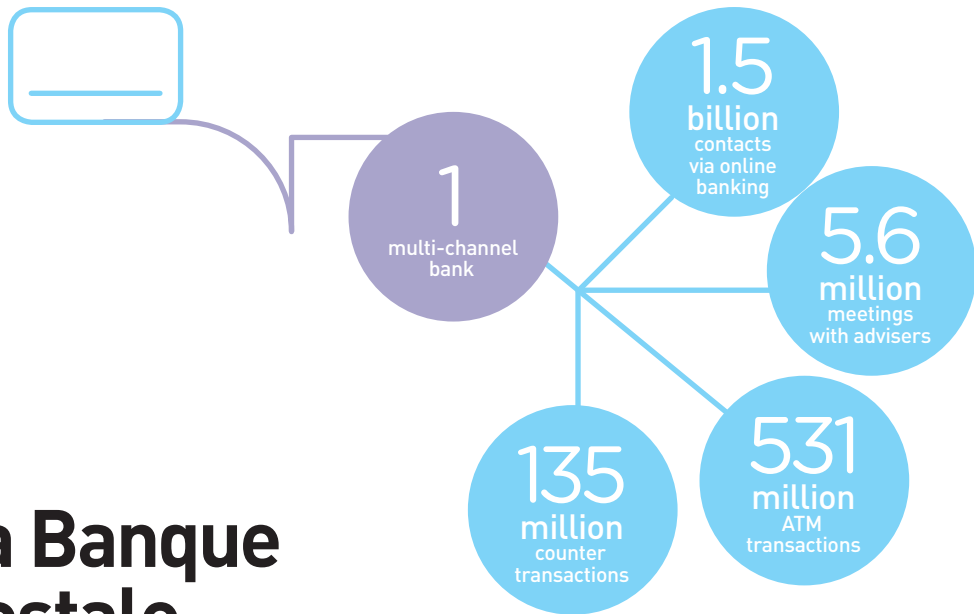 1
multi-channel
bank
1.5
billion
contacts
via online
banking
5.6
million
meetings
with advisers
531
million
ATM
transactions
135
million
counter
transactions
a Banque
ostale